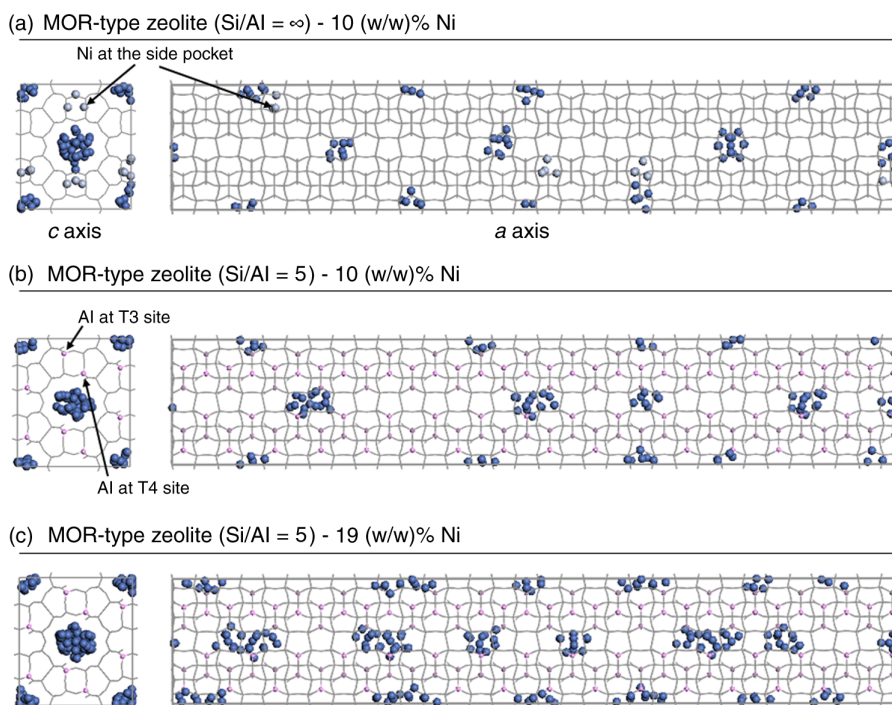 (a) MOR-type zeolite (Si/Al = ∞) - 10 (w/w)% Ni
Ni at the side pocket
c axis
a axis
(b) MOR-type zeolite (Si/Al = 5) - 10 (w/w)% Ni
Al at T3 site
Al at T4 site
(c) MOR-type zeolite (Si/Al = 5) - 19 (w/w)% Ni